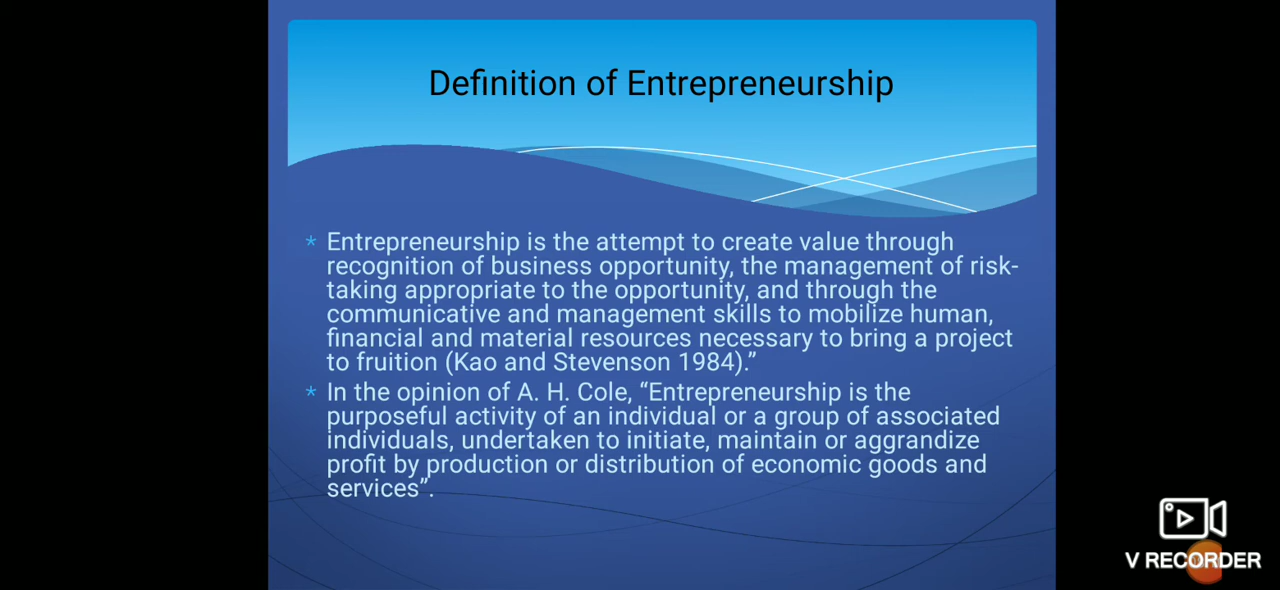 Definition of Entrepreneurship
* Entrepreneurship is the attempt to create value through
recognition of business opportunity, the management of risk-
taking appropriate to the opportunity, and through the
communicative and management skills to mobilize human,
financial and material resources necessary to bring a project
to fruition (Kao and Stevenson 1984).”
* In the opinion of A. H. Cole, “Entrepreneurship is the
purposeful activity of an individual or a group of associated
individuals, undertaken to initiate, maintain or aggrandize
profit by production or distribution of economic goods and
services”.
V RECORDER